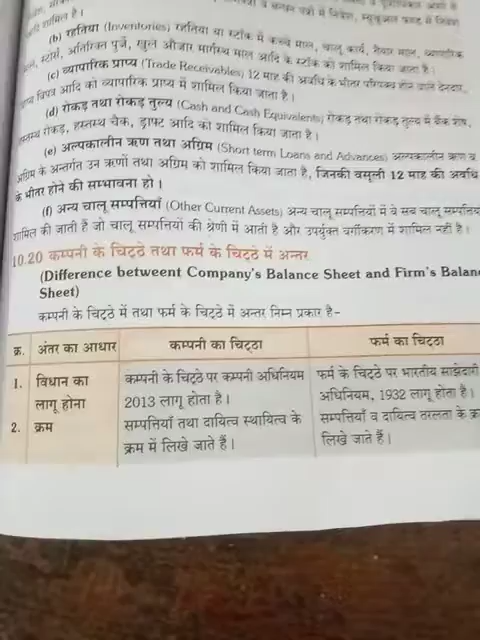 शामिल है।
(b) रहतिया (Inventories) रहतिया या स्टॉक में कच्चे माल, चालू कार्य, तैयार माल, व्यापारिक
माल, स्टोर्स, अतिरिक्त पुर्जे, खुले औजार मार्गस्थ माल आदि के स्टॉक को शामिल किया जाता है।
(c) व्यापारिक प्राप्य (Trade Receivables) 12 माह की अवधि के भीतर परिपक्व होने वाले देनदार,
प्राप्य विपत्र आदि को व्यापारिक प्राप्य में शामिल किया जाता है।
(d) रोकड़ तथा रोकड़ तुल्य (Cash and Cash Equivalents) रोकड़ तथा रोकड़ तुल्य में बैंक शेष,
हस्तस्थ रोकड़, हस्तस्थ चैक, ड्राफ्ट आदि को शामिल किया जाता है।
(e) अल्पकालीन ऋण तथा अग्रिम (Short term Loans and Advances) अल्पकालीन ऋण व
अग्रिम के अन्तर्गत उन ऋणों तथा अग्रिम को शामिल किया जाता है, जिनकी वसूली 12 माह की अवधि
के भीतर होने की सम्भावना हो।
(f) अन्य चालू सम्पत्तियाँ (Other Current Assets) अन्य चालू सम्पत्तियों में वे सब चालू सम्पत्तियाँ
शामिल की जाती हैं जो चालू सम्पत्तियों की श्रेणी में आती है और उपर्युक्त वर्गीकरण में शामिल नहीं है।
10.20 कम्पनी के चिट्ठे तथा फर्म के चिट्ठे में अन्तर
(Difference betweent Company's Balance Sheet and Firm's Balan
Sheet)
कम्पनी के चिट्ठे में तथा फर्म के चिट्ठे में अन्तर निम्न प्रकार है-
क्र. अंतर का आधार कम्पनी का चिट्ठा फर्म का चिट्ठा
1. विधान का कंपनी के चिट्ठे पर कम्पनी अधिनियम फर्म के चिट्ठे पर भारतीय साझेदारी
लागू होना 2013 लागू होता है। अधिनियम, 1932 लागू होता है।
2. क्रम सम्पत्तियाँ तथा दायित्व स्थायित्व के सम्पत्तियाँ व दायित्व तरलता के क्र
क्रम में लिखे जाते हैं। लिखे जाते हैं।